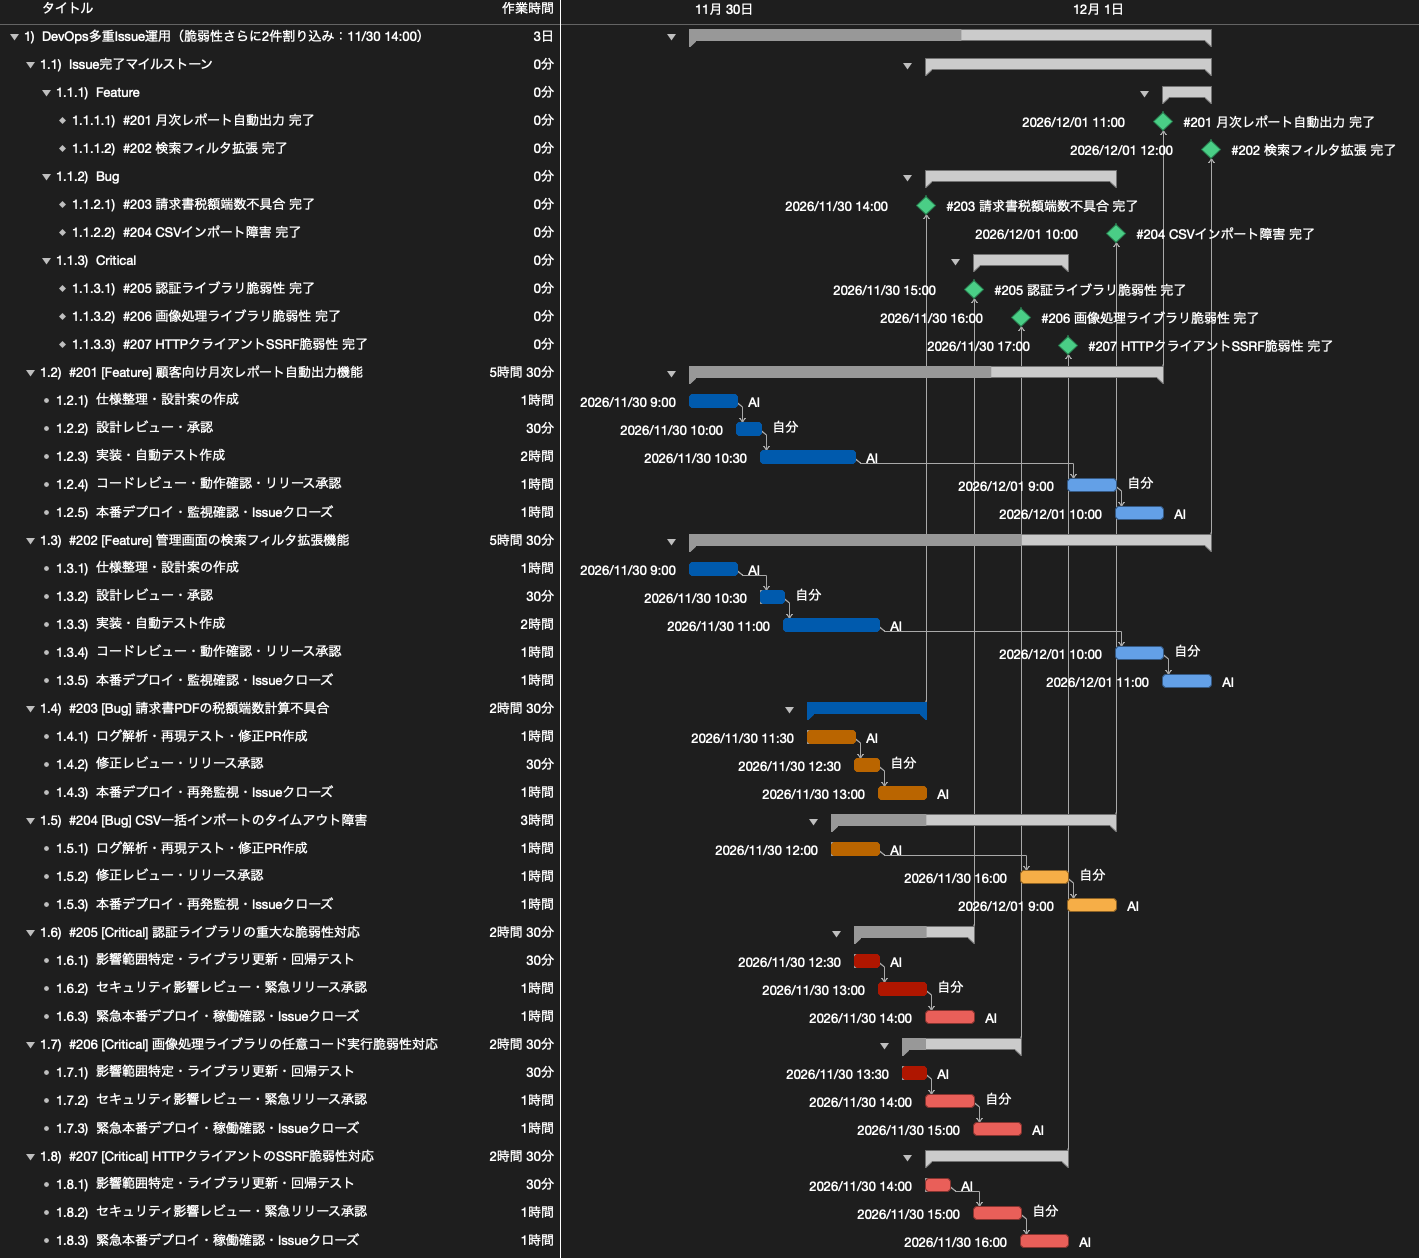 タイトル 作業時間 11月 30日 12月 1日
1) DevOps多重Issue運用（脆弱性さらに2件割り込み：11/30 14:00） 3日
1.1) Issue完了マイルストーン 0分
1.1.1) Feature 0分
1.1.1.1) #201 月次レポート自動出力 完了 0分 2026/12/01 11:00 #201 月次レポート自動出力 完了
1.1.1.2) #202 検索フィルタ拡張 完了 0分 2026/12/01 12:00 #202 検索フィルタ拡張 完了
1.1.2) Bug 0分
1.1.2.1) #203 請求書税額端数不具合 完了 0分 2026/11/30 14:00 #203 請求書税額端数不具合 完了
1.1.2.2) #204 CSVインポート障害 完了 0分 2026/12/01 10:00 #204 CSVインポート障害 完了
1.1.3) Critical 0分
1.1.3.1) #205 認証ライブラリ脆弱性 完了 0分 2026/11/30 15:00 #205 認証ライブラリ脆弱性 完了
1.1.3.2) #206 画像処理ライブラリ脆弱性 完了 0分 2026/11/30 16:00 #206 画像処理ライブラリ脆弱性 完了
1.1.3.3) #207 HTTPクライアントSSRF脆弱性 完了 0分 2026/11/30 17:00 #207 HTTPクライアントSSRF脆弱性 完了
1.2) #201 [Feature] 顧客向け月次レポート自動出力機能 5時間 30分
1.2.1) 仕様整理・設計案の作成 1時間 2026/11/30 9:00 AI
1.2.2) 設計レビュー・承認 30分 2026/11/30 10:00 自分
1.2.3) 実装・自動テスト作成 2時間 2026/11/30 10:30 AI
1.2.4) コードレビュー・動作確認・リリース承認 1時間 2026/12/01 9:00 自分
1.2.5) 本番デプロイ・監視確認・Issueクローズ 1時間 2026/12/01 10:00 AI
1.3) #202 [Feature] 管理画面の検索フィルタ拡張機能 5時間 30分
1.3.1) 仕様整理・設計案の作成 1時間 2026/11/30 9:00 AI
1.3.2) 設計レビュー・承認 30分 2026/11/30 10:30 自分
1.3.3) 実装・自動テスト作成 2時間 2026/11/30 11:00 AI
1.3.4) コードレビュー・動作確認・リリース承認 1時間 2026/12/01 10:00 自分
1.3.5) 本番デプロイ・監視確認・Issueクローズ 1時間 2026/12/01 11:00 AI
1.4) #203 [Bug] 請求書PDFの税額端数計算不具合 2時間 30分
1.4.1) ログ解析・再現テスト・修正PR作成 1時間 2026/11/30 11:30 AI
1.4.2) 修正レビュー・リリース承認 30分 2026/11/30 12:30 自分
1.4.3) 本番デプロイ・再発監視・Issueクローズ 1時間 2026/11/30 13:00 AI
1.5) #204 [Bug] CSV一括インポートのタイムアウト障害 3時間
1.5.1) ログ解析・再現テスト・修正PR作成 1時間 2026/11/30 12:00 AI
1.5.2) 修正レビュー・リリース承認 1時間 2026/11/30 16:00 自分
1.5.3) 本番デプロイ・再発監視・Issueクローズ 1時間 2026/12/01 9:00 AI
1.6) #205 [Critical] 認証ライブラリの重大な脆弱性対応 2時間 30分
1.6.1) 影響範囲特定・ライブラリ更新・回帰テスト 30分 2026/11/30 12:30 AI
1.6.2) セキュリティ影響レビュー・緊急リリース承認 1時間 2026/11/30 13:00 自分
1.6.3) 緊急本番デプロイ・稼働確認・Issueクローズ 1時間 2026/11/30 14:00 AI
1.7) #206 [Critical] 画像処理ライブラリの任意コード実行脆弱性対応 2時間 30分
1.7.1) 影響範囲特定・ライブラリ更新・回帰テスト 30分 2026/11/30 13:30 AI
1.7.2) セキュリティ影響レビュー・緊急リリース承認 1時間 2026/11/30 14:00 自分
1.7.3) 緊急本番デプロイ・稼働確認・Issueクローズ 1時間 2026/11/30 15:00 AI
1.8) #207 [Critical] HTTPクライアントのSSRF脆弱性対応 2時間 30分
1.8.1) 影響範囲特定・ライブラリ更新・回帰テスト 30分 2026/11/30 14:00 AI
1.8.2) セキュリティ影響レビュー・緊急リリース承認 1時間 2026/11/30 15:00 自分
1.8.3) 緊急本番デプロイ・稼働確認・Issueクローズ 1時間 2026/11/30 16:00 AI